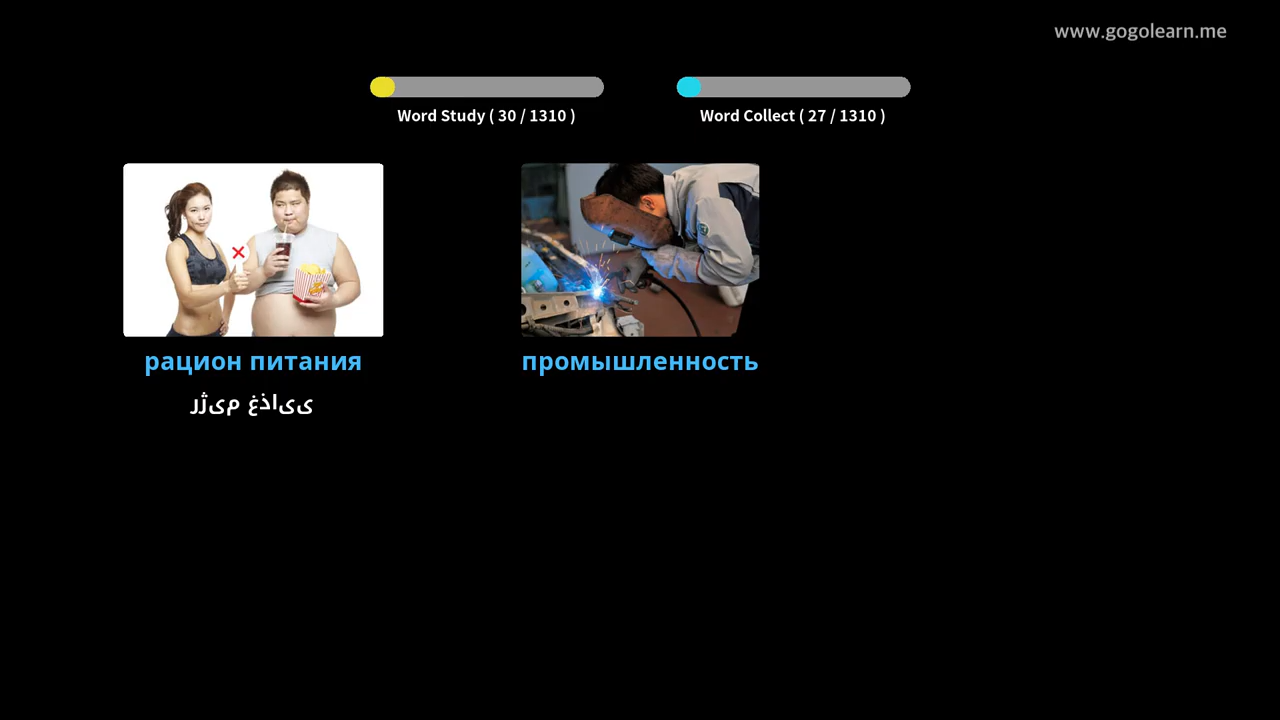 www.gogolearn.me
Word Study ( 30 / 1310 )
Word Collect ( 27 / 1310 )
рацион питания
промышленность
رژیم غذایی